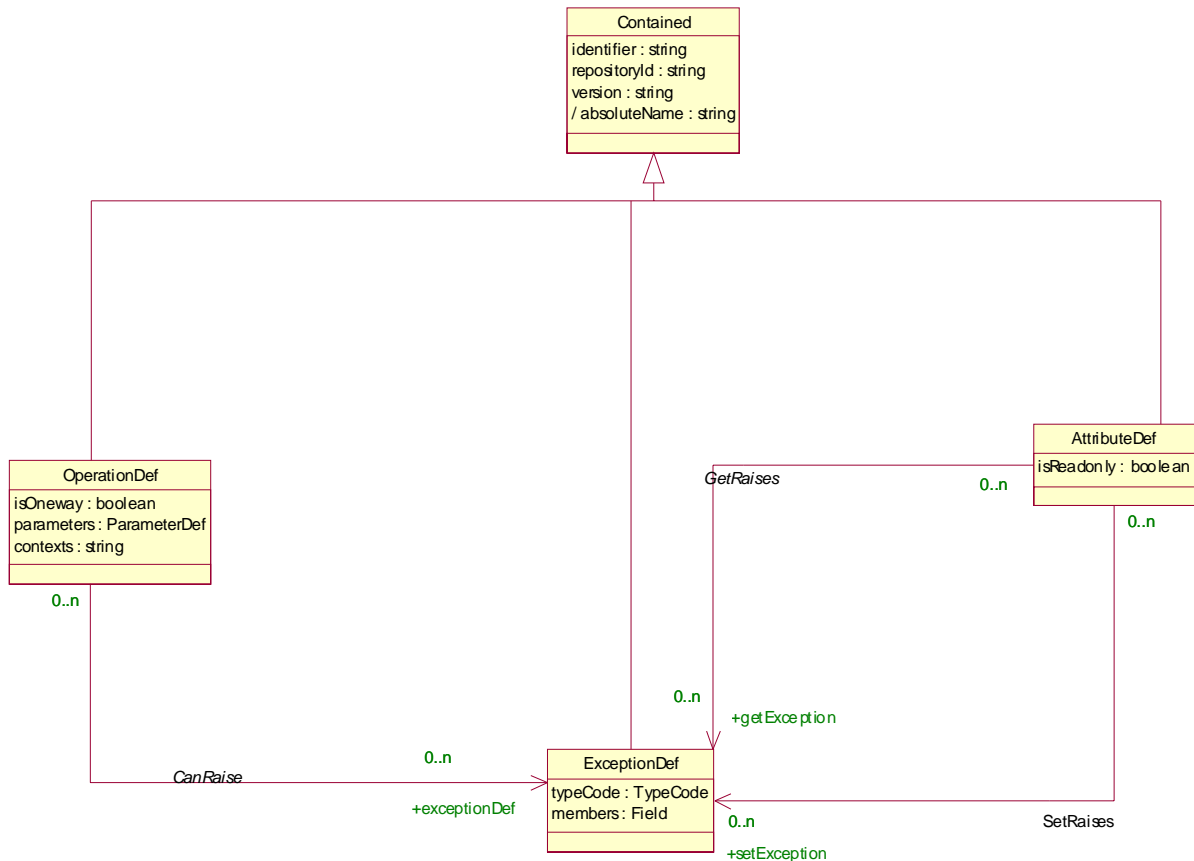 Contained
identifier : string
repositoryId : string
version : string
/ absoluteName : string
AttributeDef
isReadonly : boolean
OperationDef
isOneway : boolean
parameters : ParameterDef
contexts : string
GetRaises
0..n
0..n
0..n
0..n
+getException
0..n
CanRaise
+exceptionDef
ExceptionDef
typeCode : TypeCode
members : Field
0..n
SetRaises
+setException